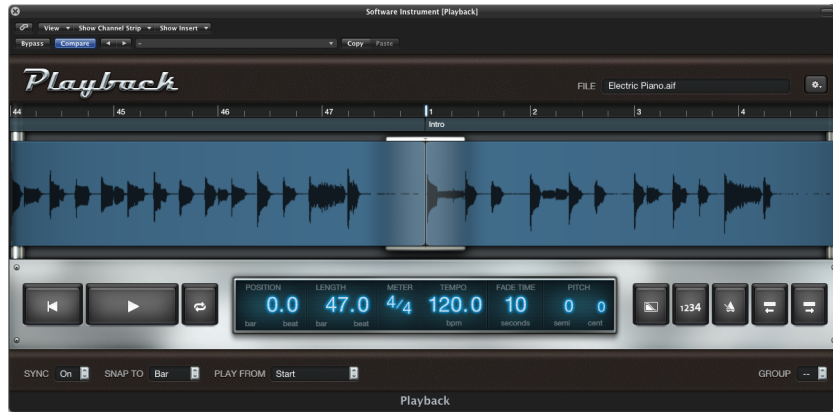 Software Instrument [Playback]
View Show Channel Strip Show Insert
Bypass Compare - Copy Paste
Playback
FILE Electric Piano.aif
44 45 46 47 1 2 3 4
Intro
POSITION LENGTH METER TEMPO FADE TIME PITCH
0.0 47.0 4/4 120.0 10 0 0
bar beat bar beat bpm seconds semi cent
1234
SYNC On SNAP TO Bar PLAY FROM Start GROUP --
Playback